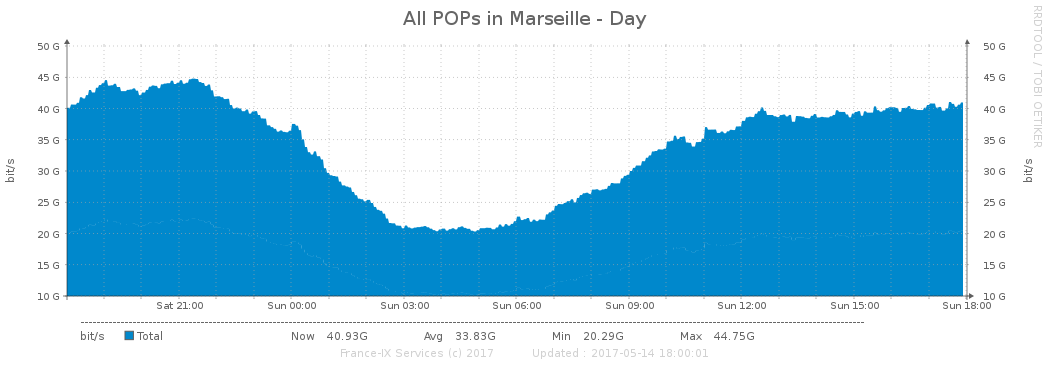 All POPs in Marseille - Day
RRDTOOL / TOBI OETIKER
50 G 50 G
45 G 45 G
40 G 40 G
35 G 35 G
30 G 30 G
25 G 25 G
20 G 20 G
15 G 15 G
10 G 10 G
bit/s bit/s
Sat 21:00 Sun 00:00 Sun 03:00 Sun 06:00 Sun 09:00 Sun 12:00 Sun 15:00 Sun 18:00
bit/s Total Now 40.93G Avg 33.83G Min 20.29G Max 44.75G
France-IX Services (c) 2017 Updated : 2017-05-14 18:00:01